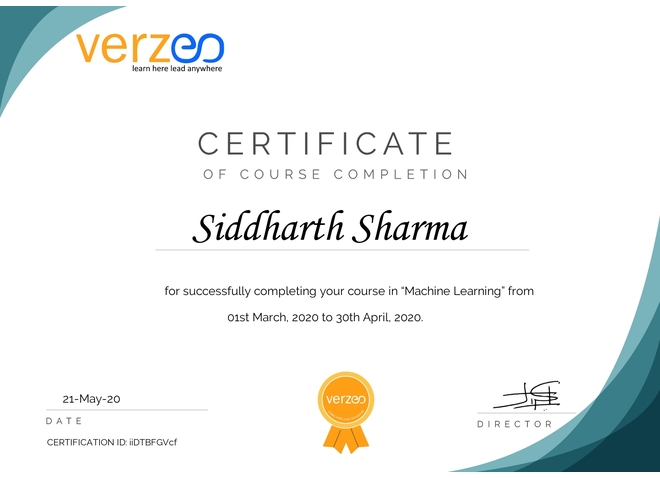 verzeo
learn here lead anywhere
CERTIFICATE
OF COURSE COMPLETION
Siddharth Sharma
for successfully completing your course in “Machine Learning” from
01st March, 2020 to 30th April, 2020.
21-May-20
DATE
CERTIFICATION ID: iiDTBFGVcf
verzeo
DIRECTOR